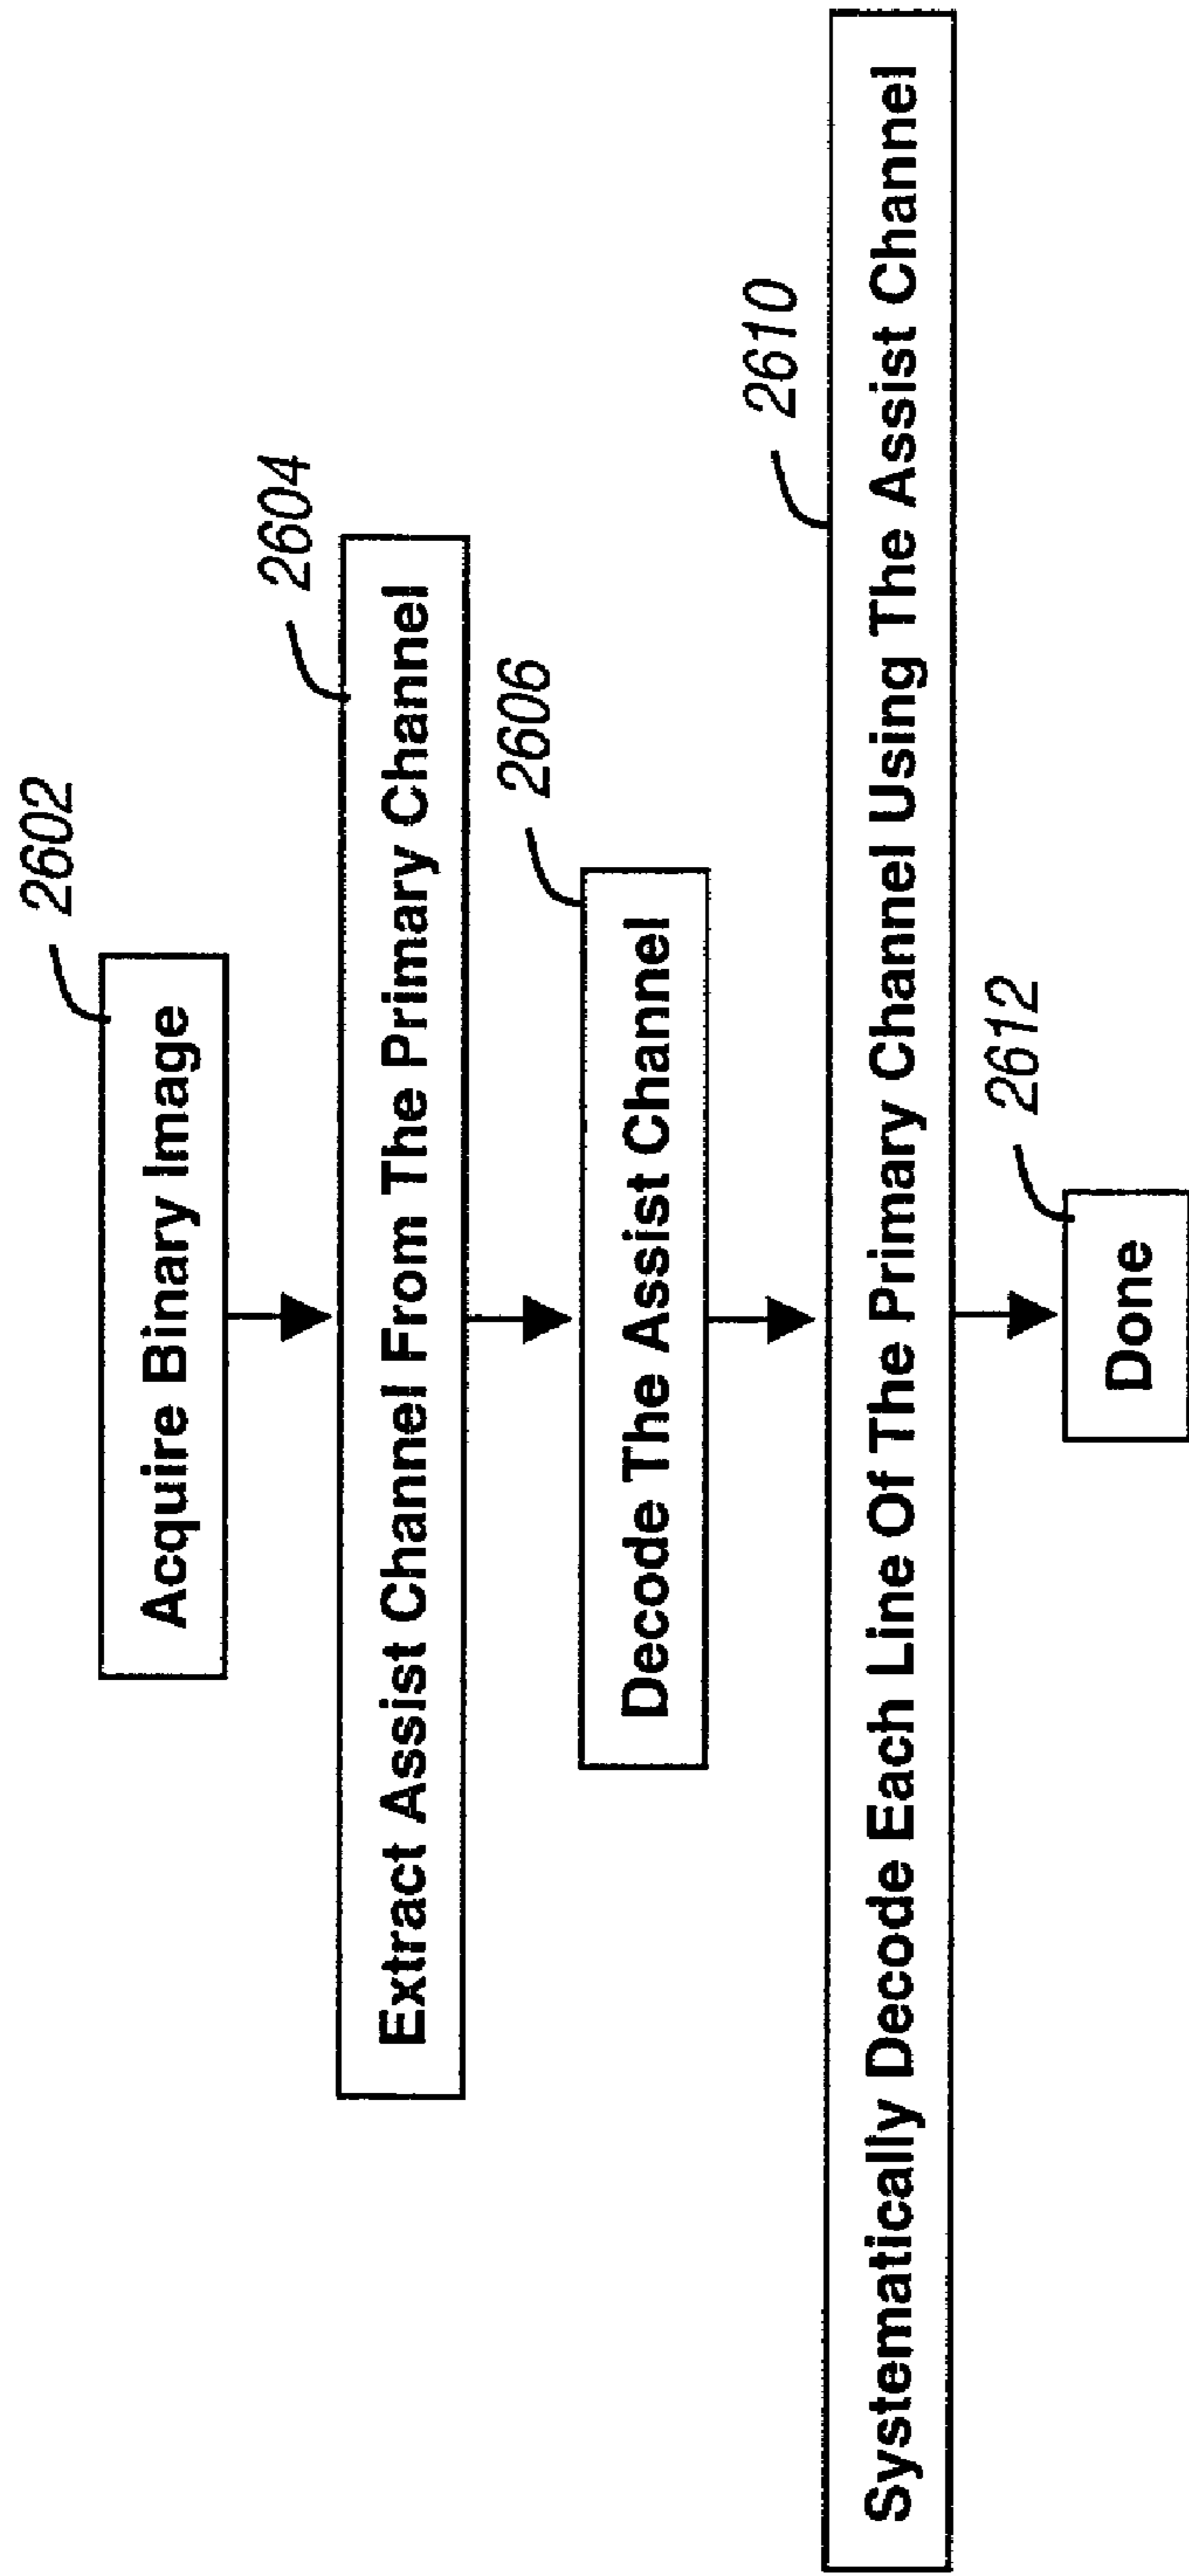 2602
Acquire Binary Image
2604
Extract Assist Channel From The Primary Channel
2606
Decode The Assist Channel
2610
Systematically Decode Each Line Of The Primary Channel Using The Assist Channel
2612
Done